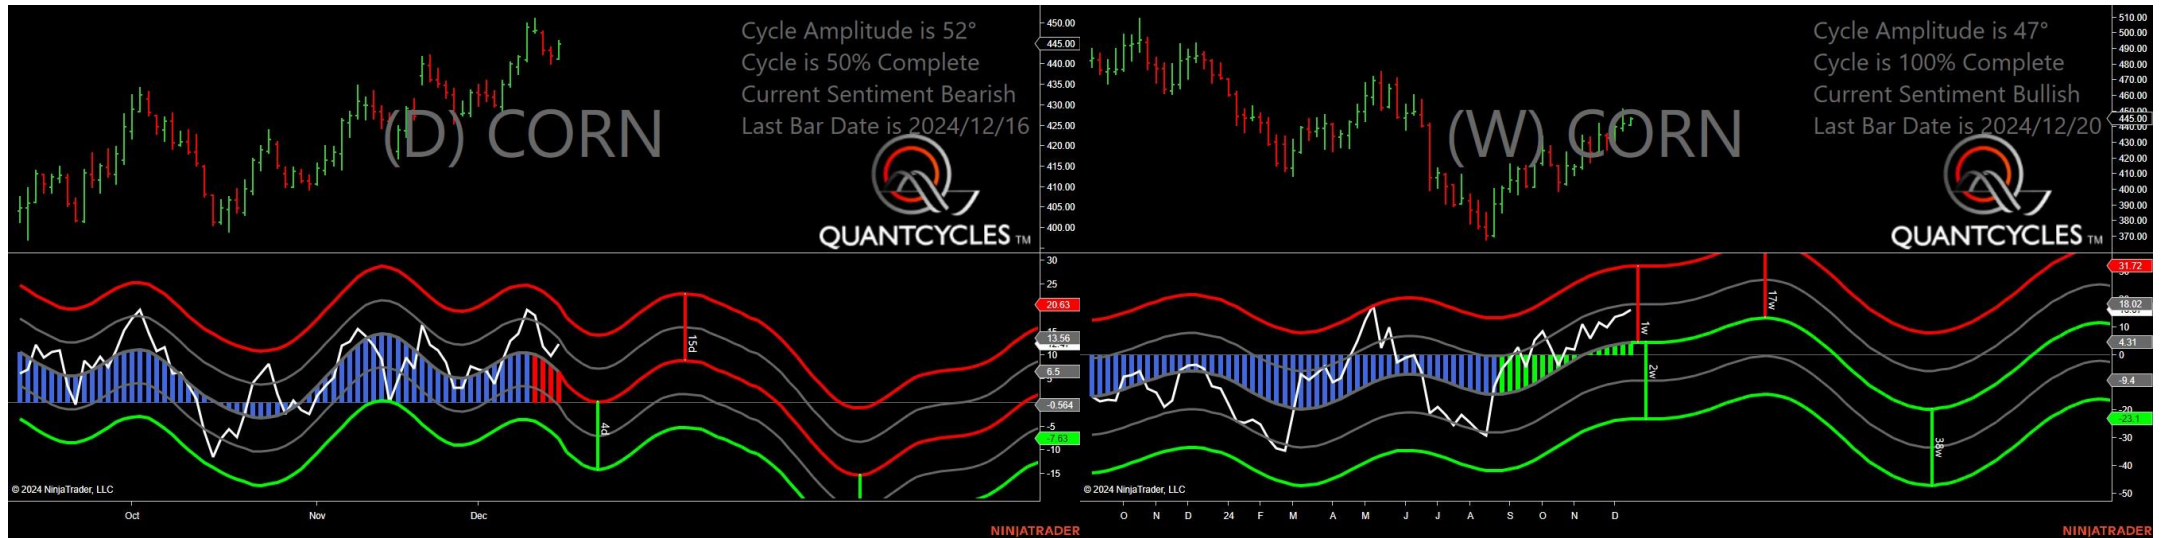 Cycle Amplitude is 52°
Cycle is 50% Complete
Current Sentiment Bearish
Last Bar Date is 2024/12/16
(D) CORN
QUANTCYCLES TM
450.00
445.00
440.00
435.00
430.00
425.00
420.00
415.00
410.00
405.00
400.00
30
25
20.63
15
13.56
10
6.5
5
-0.564
-5
-7.63
-10
-15
15d
4d
© 2024 NinjaTrader, LLC
Oct
Nov
Dec
NINJATRADER
Cycle Amplitude is 47°
Cycle is 100% Complete
Current Sentiment Bullish
Last Bar Date is 2024/12/20
(W) CORN
QUANTCYCLES TM
510.00
500.00
490.00
480.00
470.00
460.00
450.00
445.00
440.00
430.00
420.00
410.00
400.00
390.00
380.00
370.00
31.72
18.02
10
4.31
0
-9.4
-20
-23.1
-30
-40
-50
1w
2w
17w
38w
© 2024 NinjaTrader, LLC
O
N
D
24
F
M
A
M
J
J
A
S
O
N
D
NINJATRADER